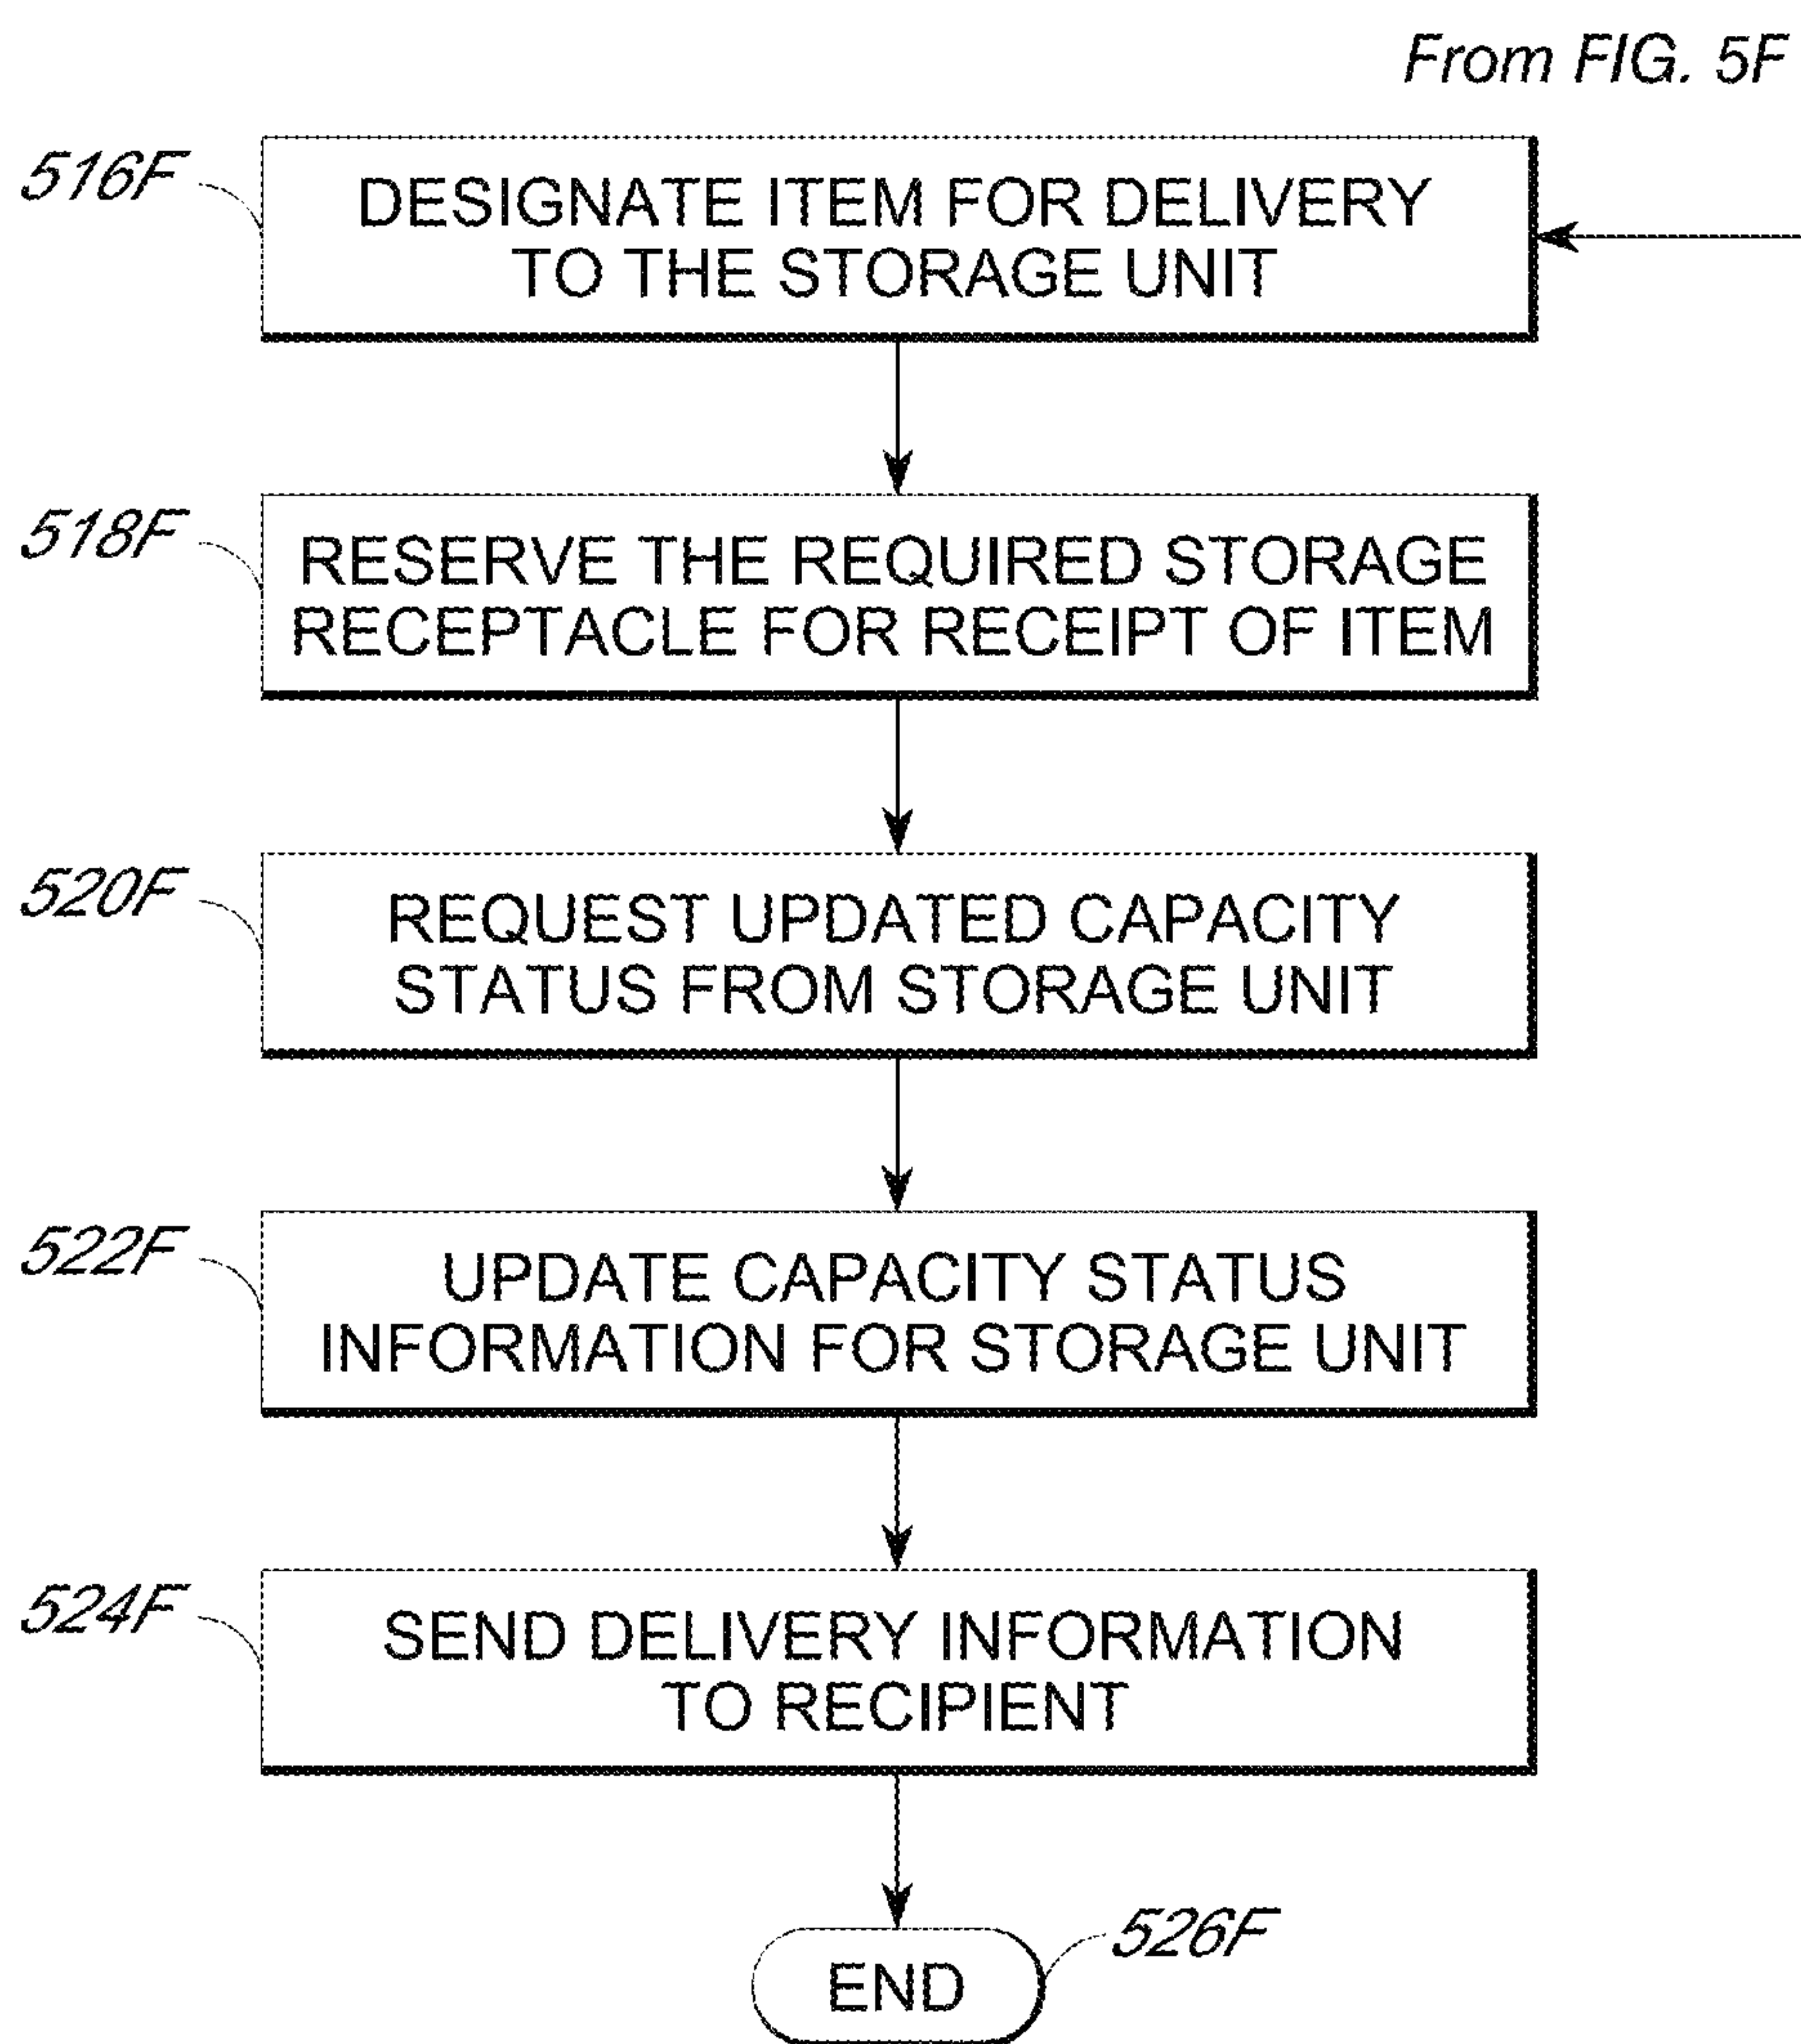 From FIG. 5F
516F
DESIGNATE ITEM FOR DELIVERY
TO THE STORAGE UNIT
518F
RESERVE THE REQUIRED STORAGE
RECEPTACLE FOR RECEIPT OF ITEM
520F
REQUEST UPDATED CAPACITY
STATUS FROM STORAGE UNIT
522F
UPDATE CAPACITY STATUS
INFORMATION FOR STORAGE UNIT
524F
SEND DELIVERY INFORMATION
TO RECIPIENT
526F
END